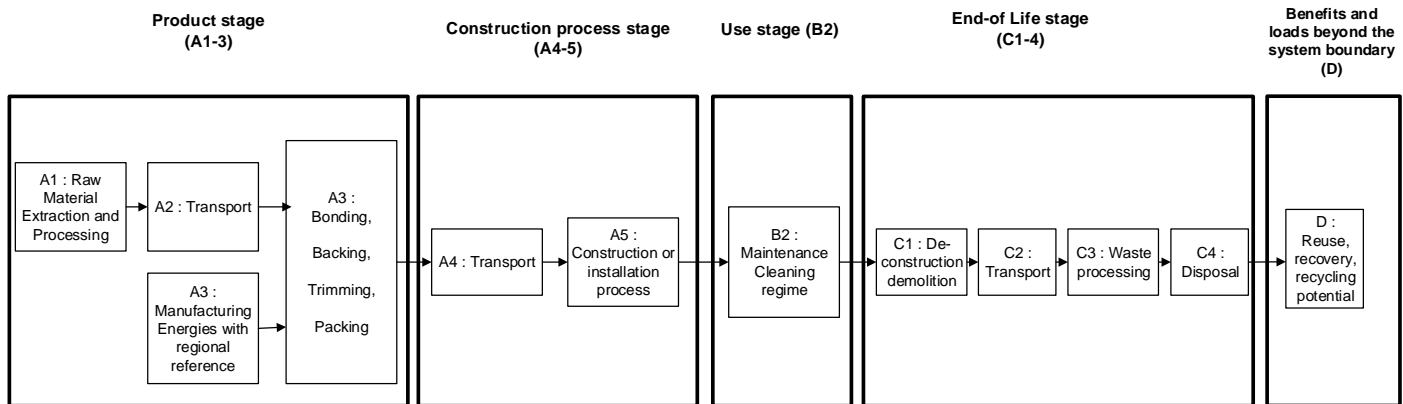 Product stage
(A1-3)
Construction process stage
(A4-5)
Use stage (B2)
End-of Life stage
(C1-4)
Benefits and
loads beyond the
system boundary
(D)
A1 : Raw
Material
Extraction and
Processing
A2 : Transport
A3 :
Manufacturing
Energies with
regional
reference
A3 :
Bonding,
Backing,
Trimming,
Packing
A4 : Transport
A5 :
Construction or
installation
process
B2 :
Maintenance
Cleaning
regime
C1 : De-
construction
demolition
C2 :
Transport
C3 : Waste
processing
C4 :
Disposal
D :
Reuse,
recovery,
recycling
potential